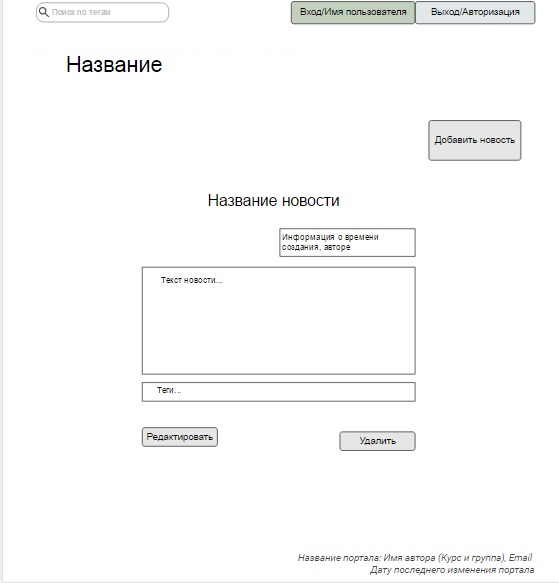 Поиск по тегам
Вход/Имя пользователя
Выход/Авторизация
Название
Добавить новость
Название новости
Информация о времени
создания, авторе
Текст новости...
Теги...
Редактировать
Удалить
Название портала: Имя автора (Курс и группа), Email
Дату последнего изменения портала